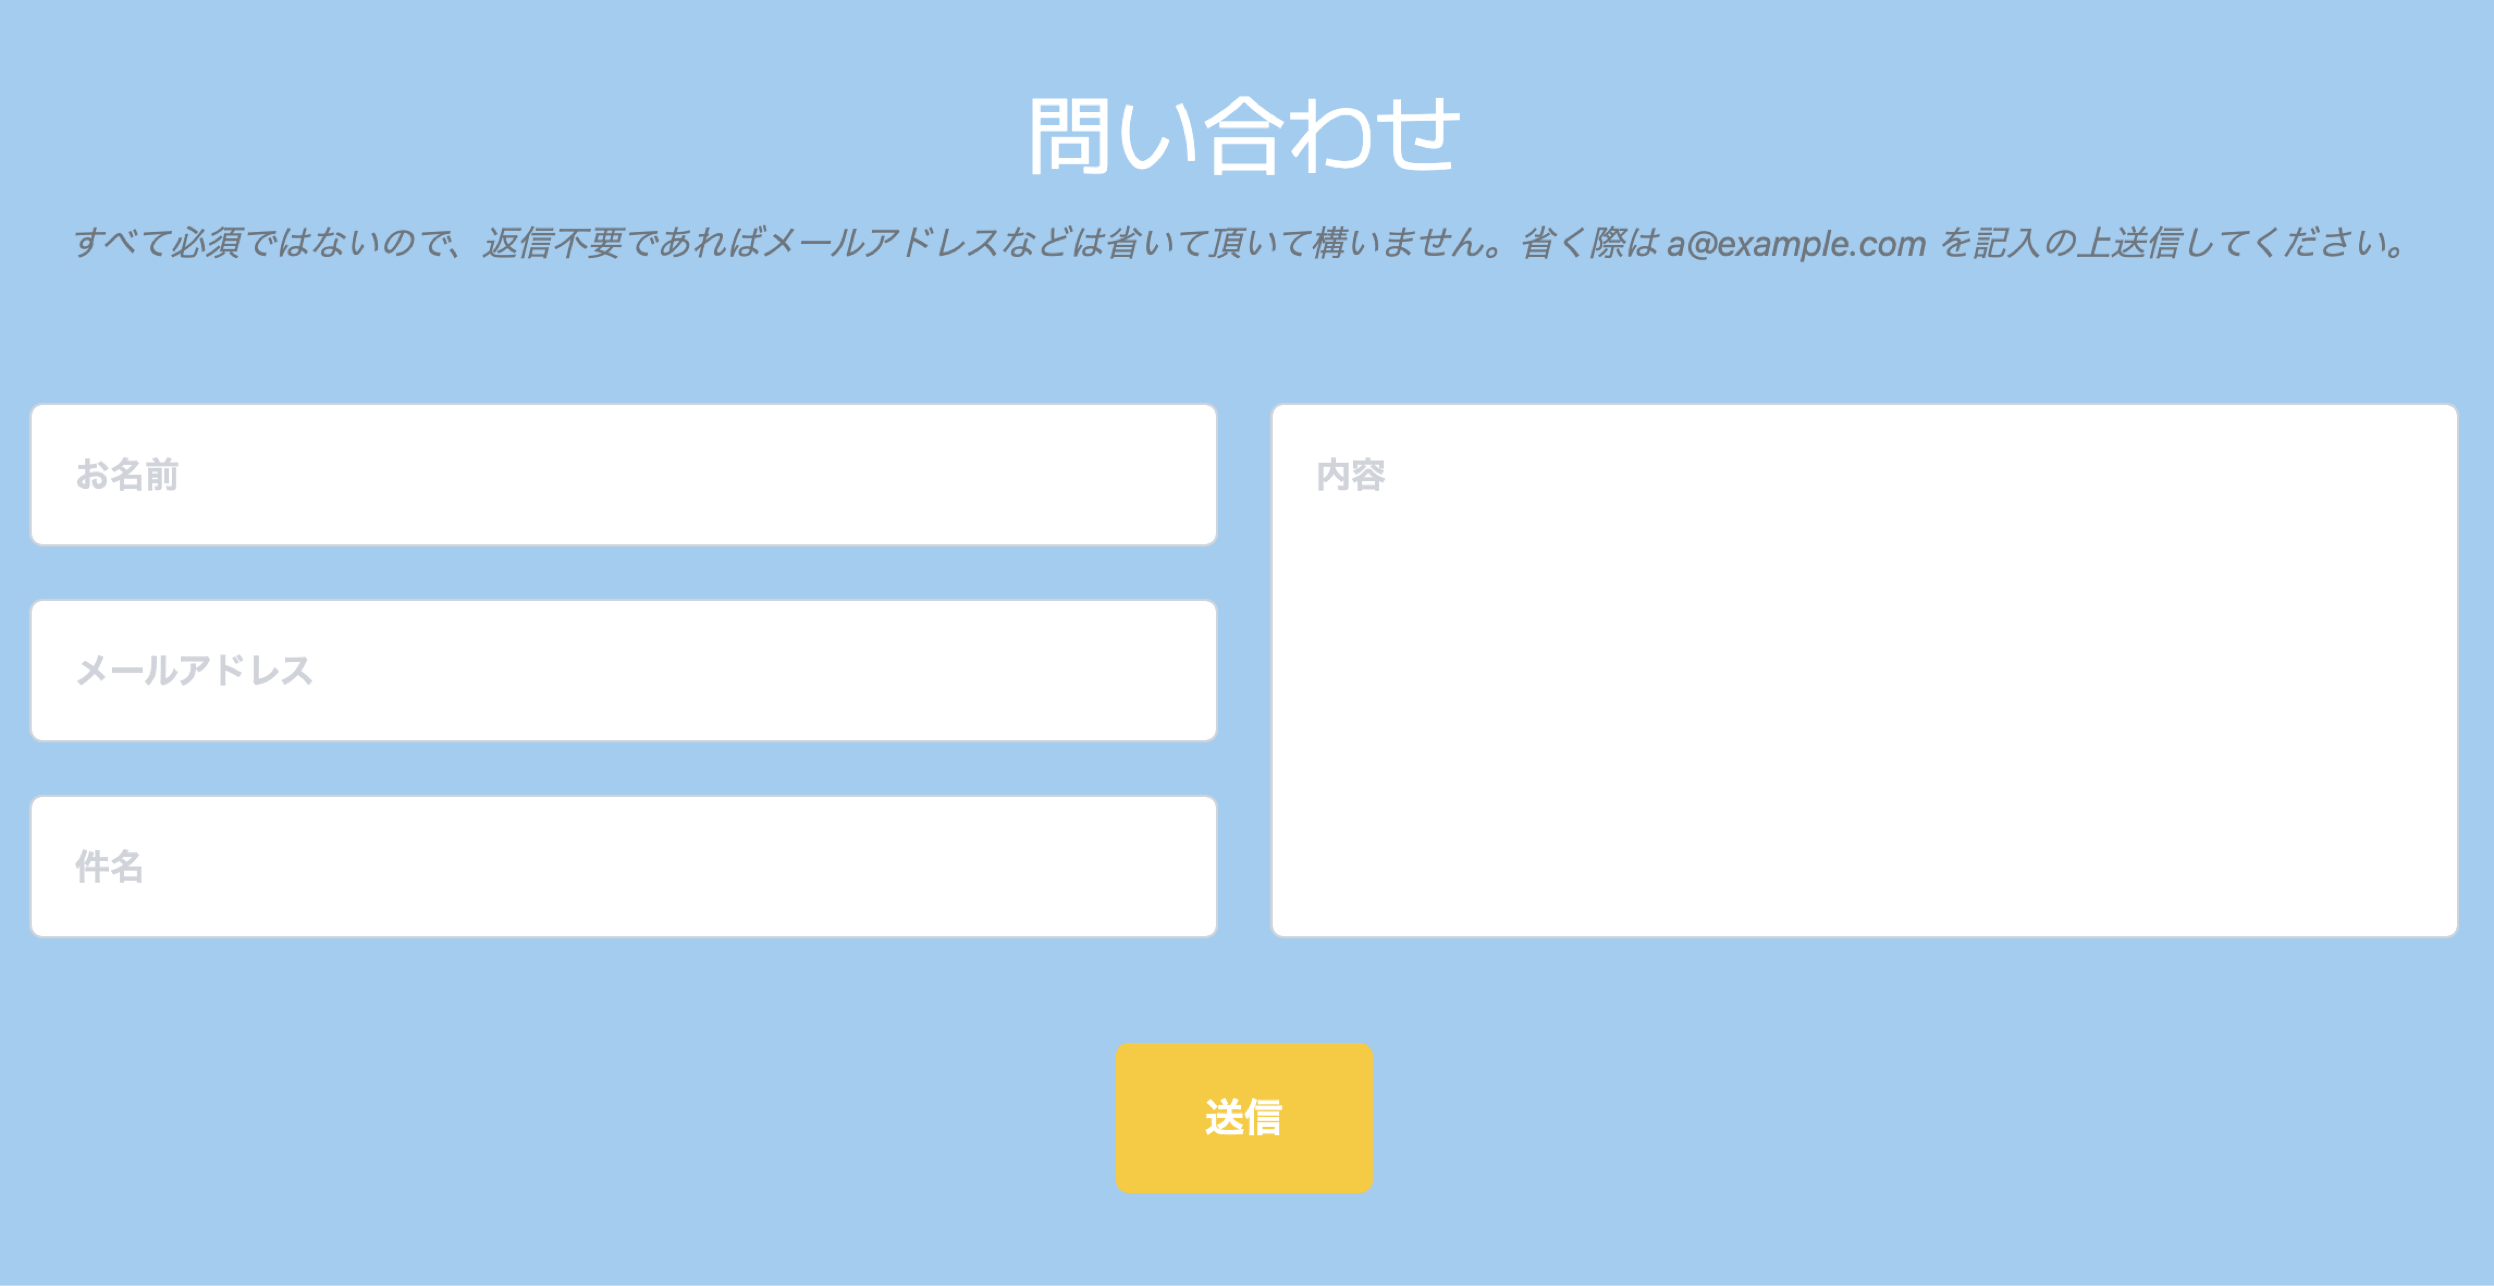 問い合わせ
すべて必須ではないので、返信不要であればメールアドレスなどは省いて頂いて構いません。省く際は a@example.com を記入の上送信してください。
お名前
メールアドレス
件名
内容
送信